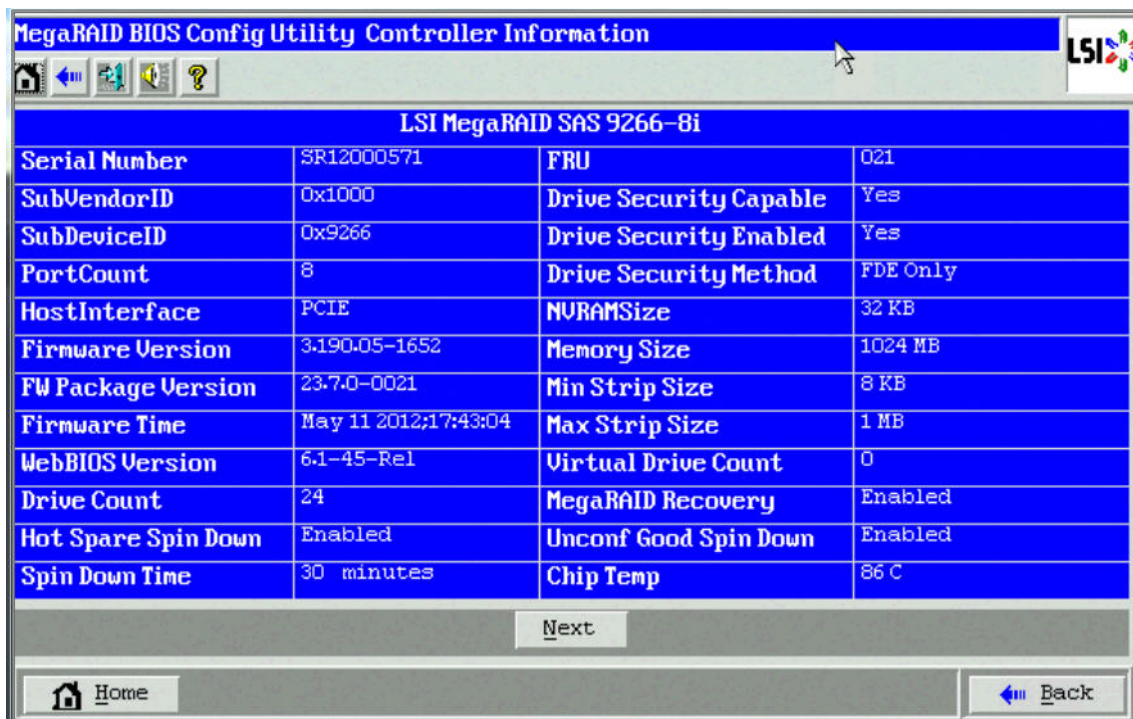 MegaRAID BIOS Config Utility Controller Information
LSI
LSI MegaRAID SAS 9266-8i
Serial Number SR12000571 FRU 021
SubVendorID 0x1000 Drive Security Capable Yes
SubDeviceID 0x9266 Drive Security Enabled Yes
PortCount 8 Drive Security Method FDE Only
HostInterface PCIE NVRAMSize 32 KB
Firmware Version 3.190.05-1652 Memory Size 1024 MB
FW Package Version 23.7.0-0021 Min Strip Size 8 KB
Firmware Time May 11 2012;17:43:04 Max Strip Size 1 MB
WebBIOS Version 6.1-45-Rel Virtual Drive Count 0
Drive Count 24 MegaRAID Recovery Enabled
Hot Spare Spin Down Enabled Unconf Good Spin Down Enabled
Spin Down Time 30 minutes Chip Temp 86 C
Next
Home Back